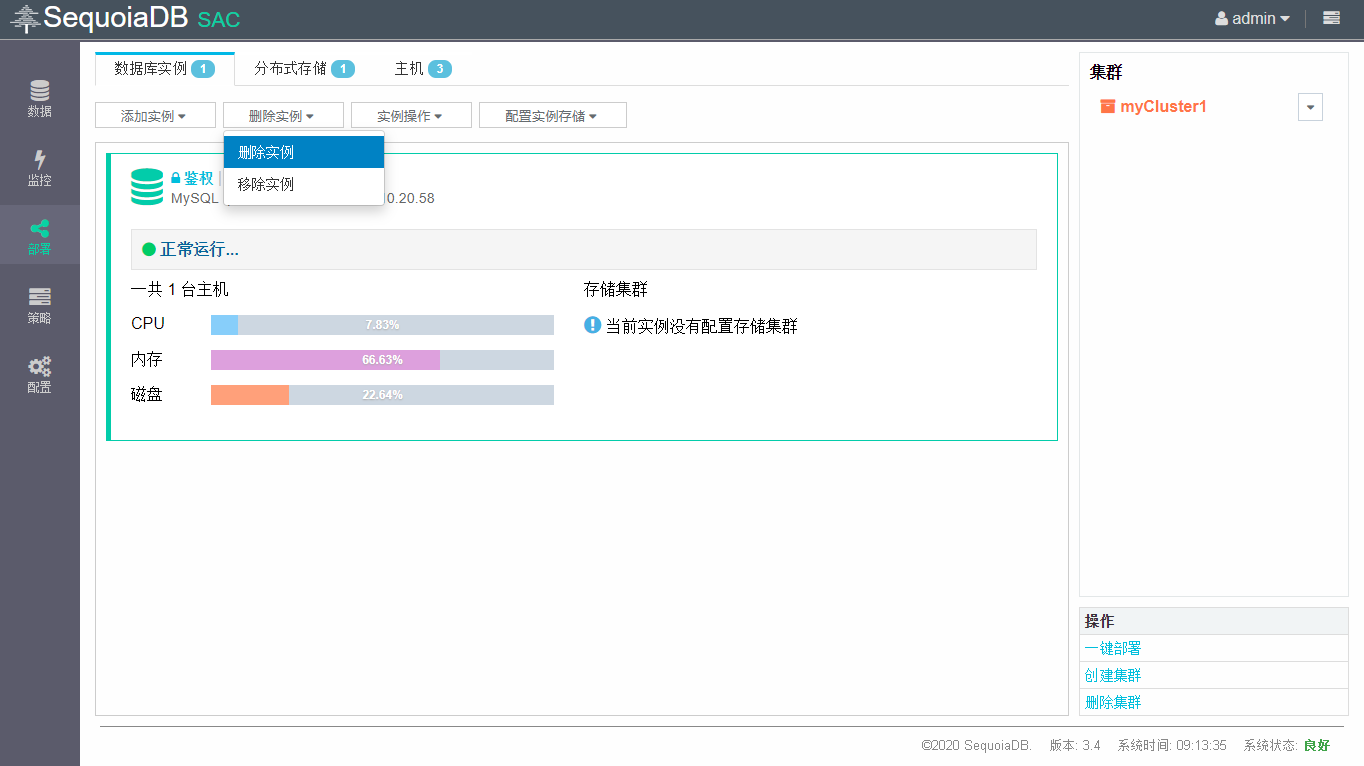 SequoiaDB SAC
admin
数据
监控
部署
策略
配置
数据库实例 1
分布式存储 1
主机 3
添加实例
删除实例
实例操作
配置实例存储
删除实例
移除实例
鉴权
MySQL
0.20.58
正常运行...
一共 1 台主机
CPU 7.83%
内存 66.63%
磁盘 22.64%
存储集群
当前实例没有配置存储集群
集群
myCluster1
操作
一键部署
创建集群
删除集群
©2020 SequoiaDB. 版本: 3.4 系统时间: 09:13:35 系统状态: 良好